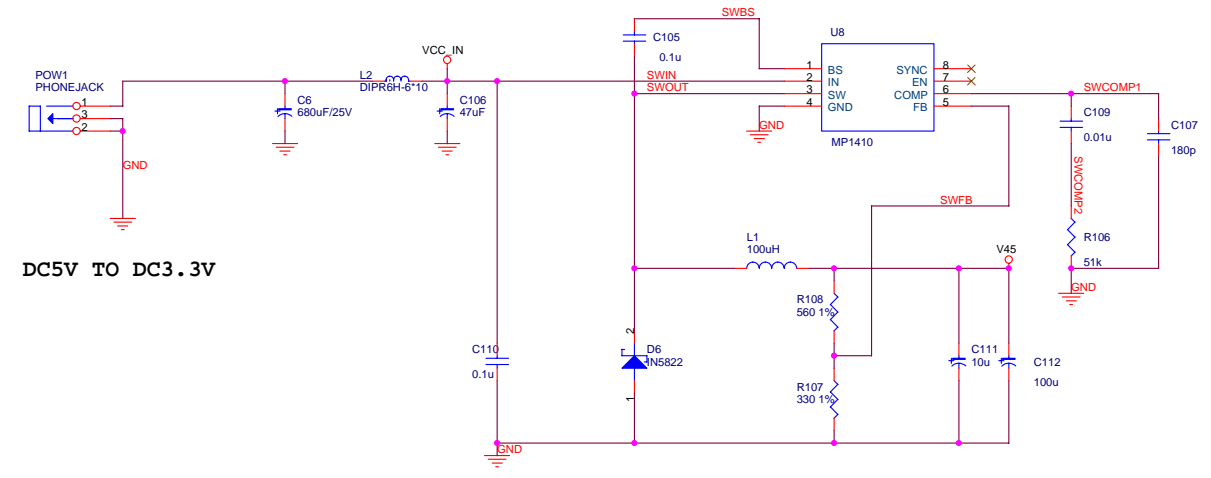 SWBS
U8
C105
0.1u
VCC_IN
POW1
PHONEJACK
L2
DIPR6H-6*10
SWIN
SWOUT
1
BS
SYNC
8
2
IN
EN
7
3
SW
COMP
6
4
GND
FB
5
SWCOMP1
C6
680uF/25V
C106
47uF
1
3
2
GND
MP1410
C109
0.01u
C107
180p
GND
SWCOMP2
SWFB
R106
51k
L1
100uH
V45
DC5V TO DC3.3V
GND
R108
560 1%
2
C110
0.1u
D6
IN5822
C111
10u
C112
100u
R107
330 1%
1
GND